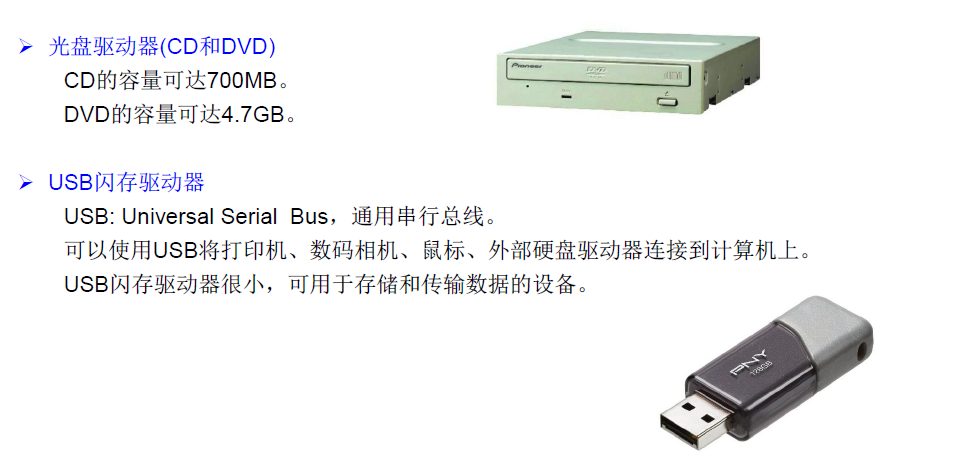 ➢ 光盘驱动器(CD和DVD)
CD的容量可达700MB。
DVD的容量可达4.7GB。
Pioneer
DVD
➢ USB闪存驱动器
USB: Universal Serial Bus，通用串行总线。
可以使用USB将打印机、数码相机、鼠标、外部硬盘驱动器连接到计算机上。
USB闪存驱动器很小，可用于存储和传输数据的设备。
PNY
128GB